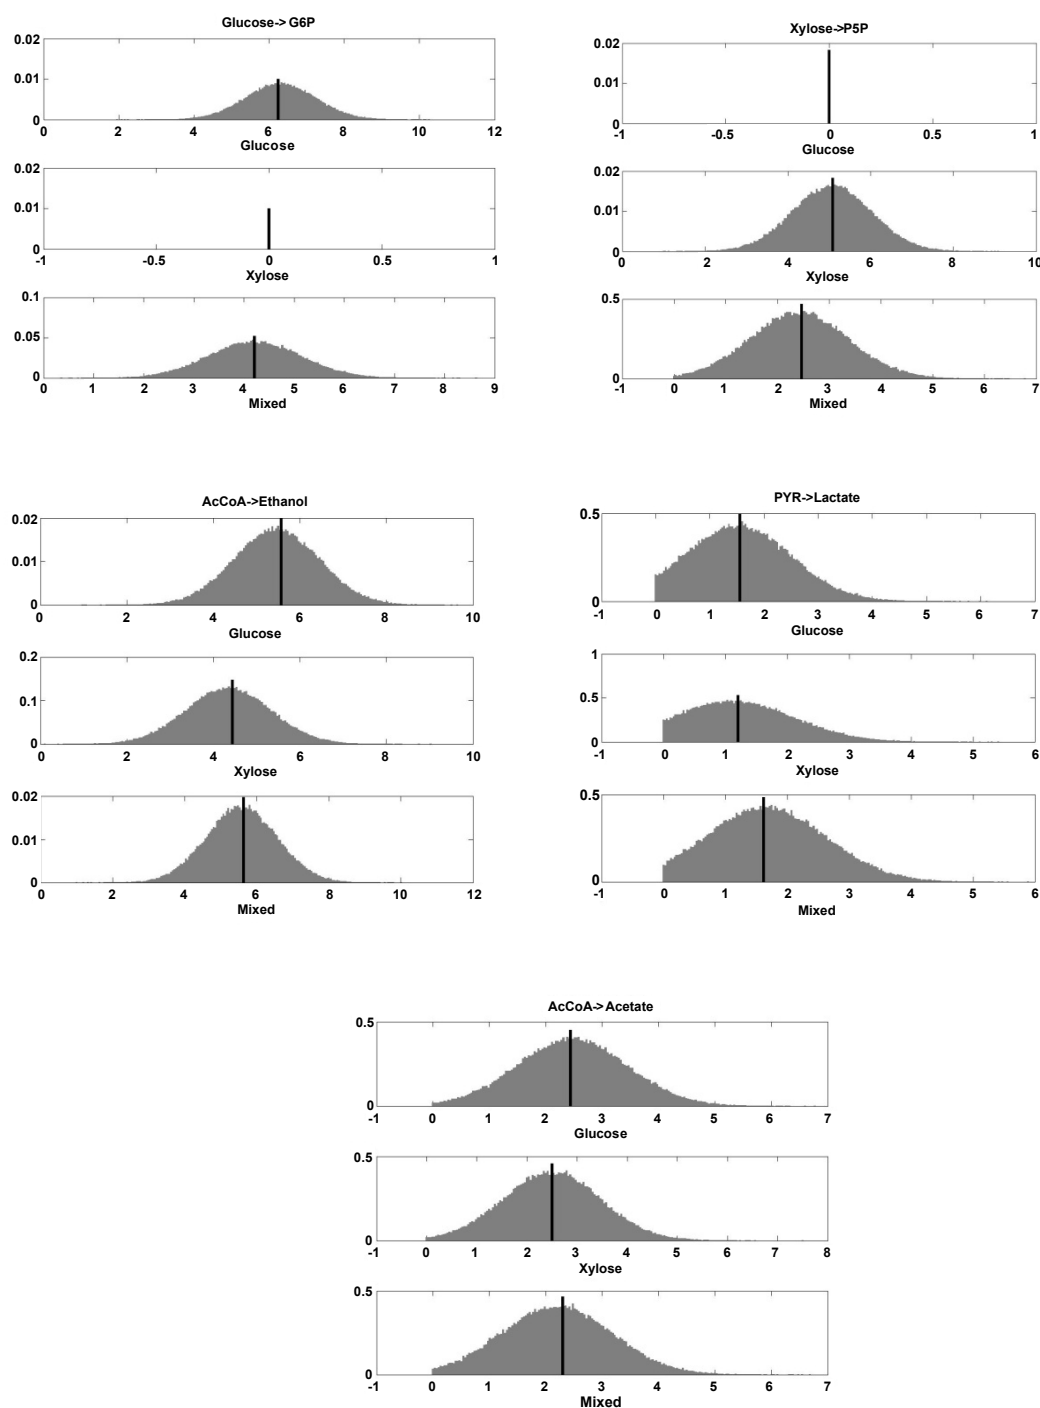 Glucose-> G6P
0.02
0.01
0
0 2 4 6 8 10 12
Glucose
0.02
0.01
0
-1 -0.5 0 0.5 1
Xylose
0.1
0.05
0
0 1 2 3 4 5 6 7 8 9
Mixed
Xylose->P5P
0.02
0.01
0
-1 -0.5 0 0.5 1
Glucose
0.02
0.01
0
0 2 4 6 8 10
Xylose
0.5
0
-1 0 1 2 3 4 5 6 7
Mixed
AcCoA->Ethanol
0.02
0.01
0
0 2 4 6 8 10
Glucose
0.2
0.1
0
0 2 4 6 8 10
Xylose
0.02
0.01
0
0 2 4 6 8 10 12
Mixed
PYR->Lactate
0.5
0
-1 0 1 2 3 4 5 6 7
Glucose
1
0.5
0
-1 0 1 2 3 4 5 6
Xylose
0.5
0
-1 0 1 2 3 4 5 6
Mixed
AcCoA->Acetate
0.5
0
-1 0 1 2 3 4 5 6 7
Glucose
0.5
0
-1 0 1 2 3 4 5 6 7 8
Xylose
0.5
0
-1 0 1 2 3 4 5 6 7
Mixed